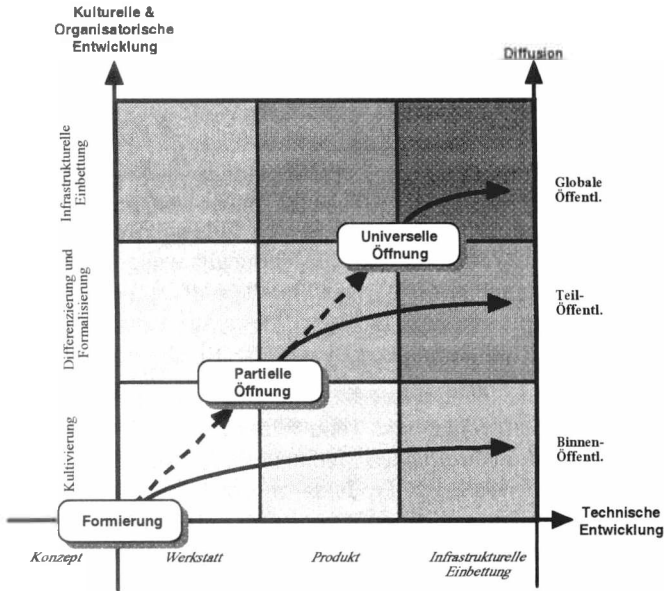 Kulturelle &
Organisatorische
Entwicklung
Diffusion
Infrastrukturelle
Einbettung
Globale
Öffentl.
Universelle
Öffnung
Differenzierung und
Formalisierung
Teil-
Öffentl.
Partielle
Öffnung
Kultivierung
Binnen-
Öffentl.
Formierung
Technische
Entwicklung
Konzept
Werkstatt
Produkt
Infrastrukturelle
Einbettung